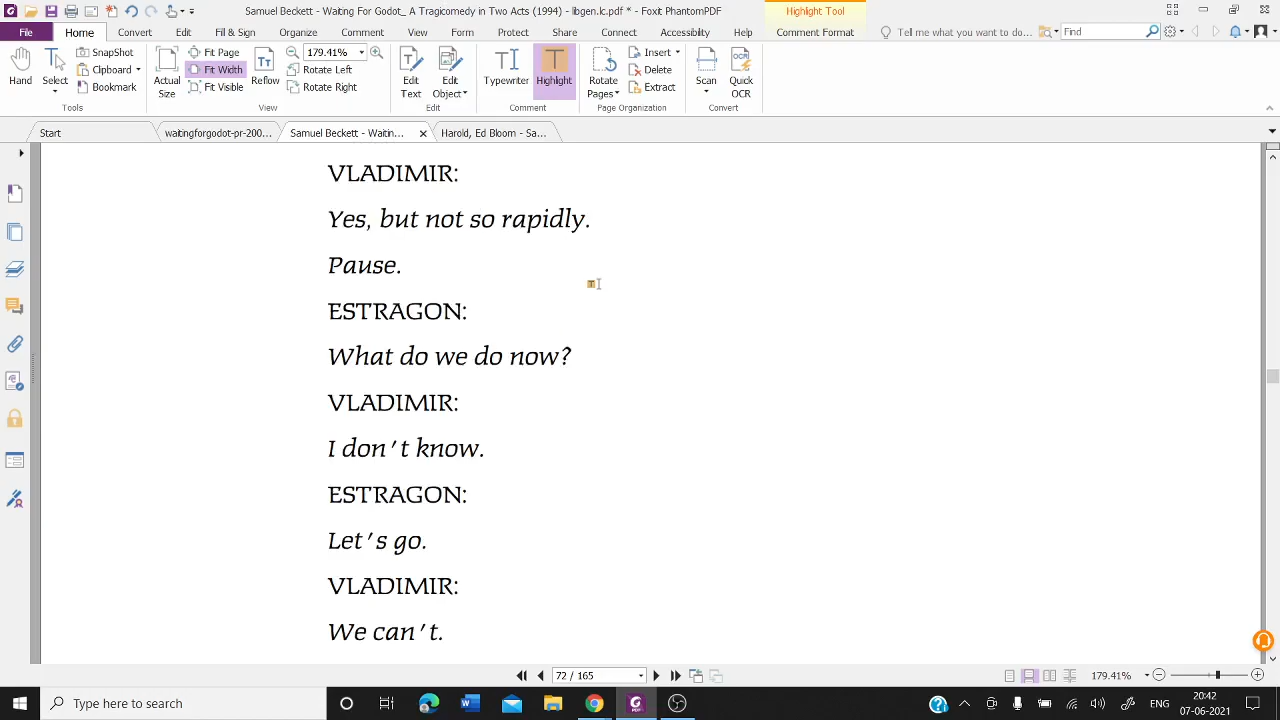 Samuel Beckett - Waiting For Godot_ A Tragicomedy in Two Acts (1994) - libgen.lc.pdf * - Foxit PhantomPDF
Highlight Tool
File Home Convert Edit Fill & Sign Organize Comment View Form Protect Share Connect Accessibility Help Comment Format Tell me what you want to do... Find
SnapShot
Clipboard
Bookmark
Hand
Select
Tools
Actual Size
Fit Page
Fit Width
Fit Visible
Reflow
179.41%
Rotate Left
Rotate Right
View
Edit Text
Edit Object
Edit
Typewriter
Highlight
Comment
Rotate Pages
Insert
Delete
Extract
Page Organization
Scan
Quick OCR
Convert
Start waitingforgodot-pr-200... Samuel Beckett - Waitin... Harold, Ed Bloom - Sa...
VLADIMIR:
Yes, but not so rapidly.
Pause.
ESTRAGON:
What do we do now?
VLADIMIR:
I don't know.
ESTRAGON:
Let's go.
VLADIMIR:
We can't.
72 / 165
179.41%
Type here to search
ENG
20:42
07-06-2021